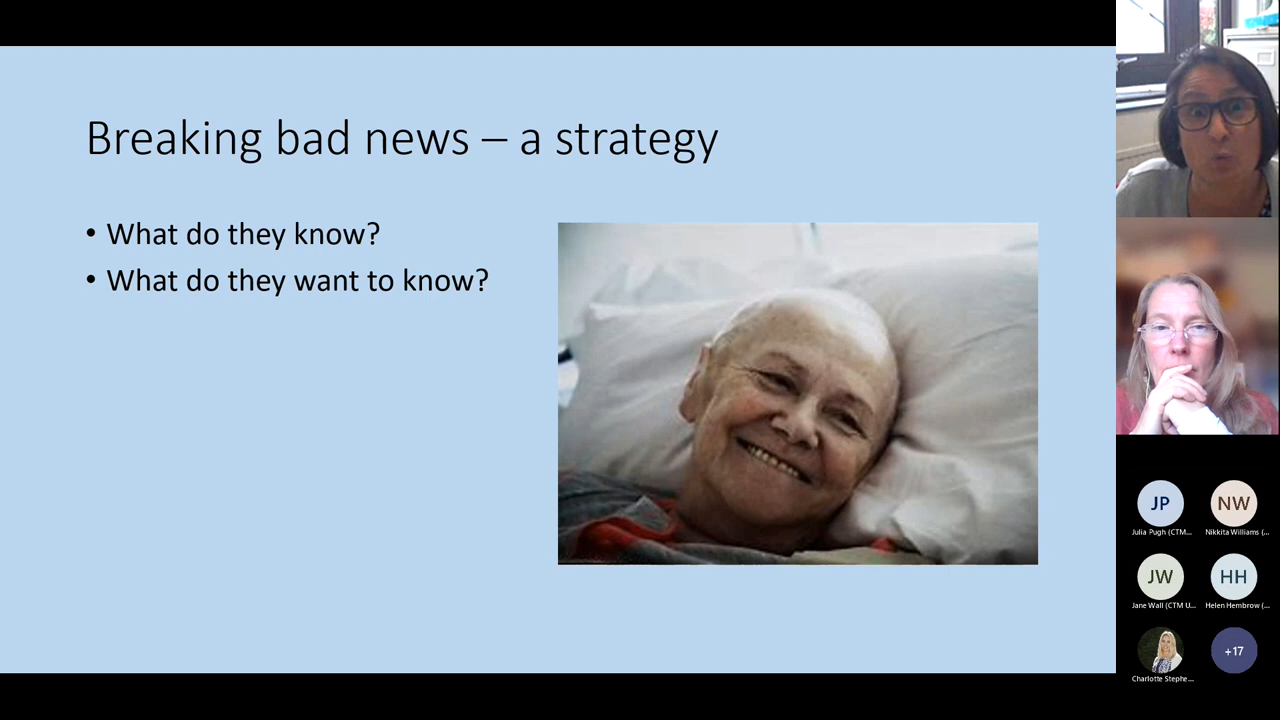 Breaking bad news – a strategy
• What do they know?
• What do they want to know?
JP
NW
Julia Pugh (CTM...
Nikkita Williams (...
JW
HH
Jane Wall (CTM U...
Helen Hembrow (...
+17
Charlotte Stephe...